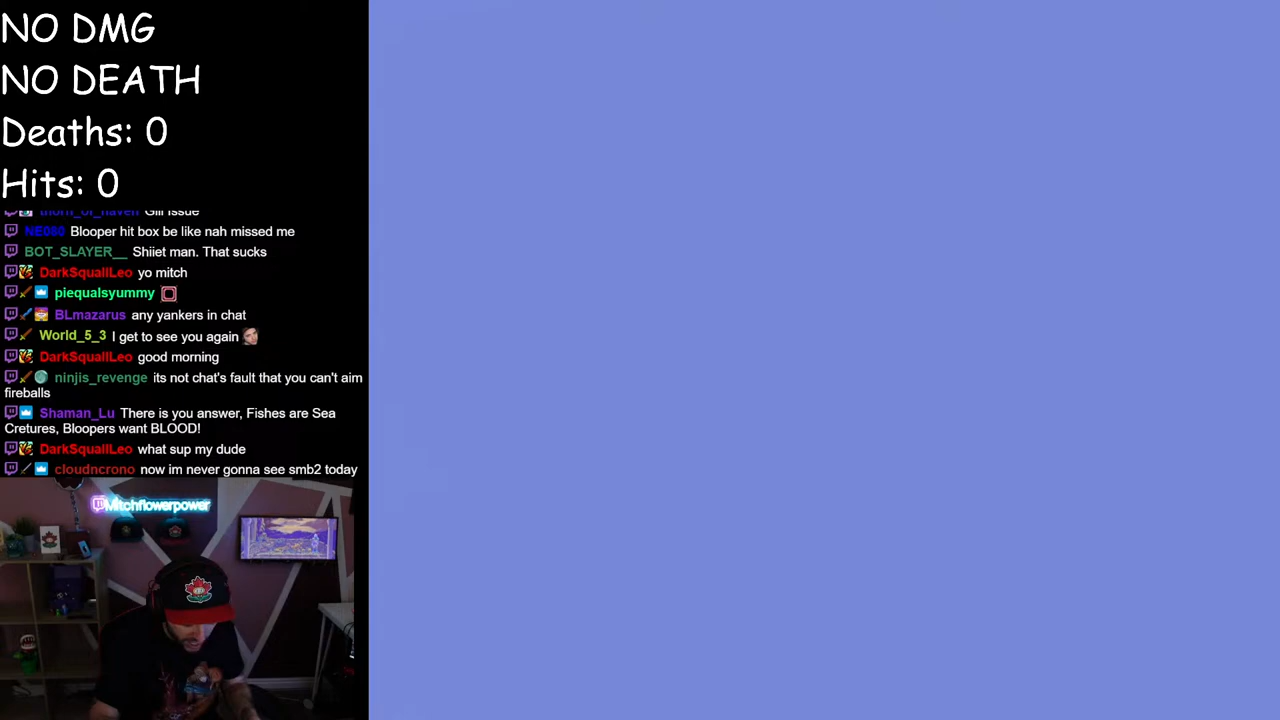 NO DMG
NO DEATH
Deaths: 0
Hits: 0
thorn_of_haven Gill issue
NE080 Blooper hit box be like nah missed me
BOT_SLAYER__ Shiiet man. That sucks
DarkSquallLeo yo mitch
piequalsyummy
BLmazarus any yankers in chat
World_5_3 I get to see you again
DarkSquallLeo good morning
ninjis_revenge its not chat's fault that you can't aim
fireballs
Shaman_Lu There is you answer, Fishes are Sea
Cretures, Bloopers want BLOOD!
DarkSquallLeo what sup my dude
cloudncrono now im never gonna see smb2 today
Mitchflowerpower